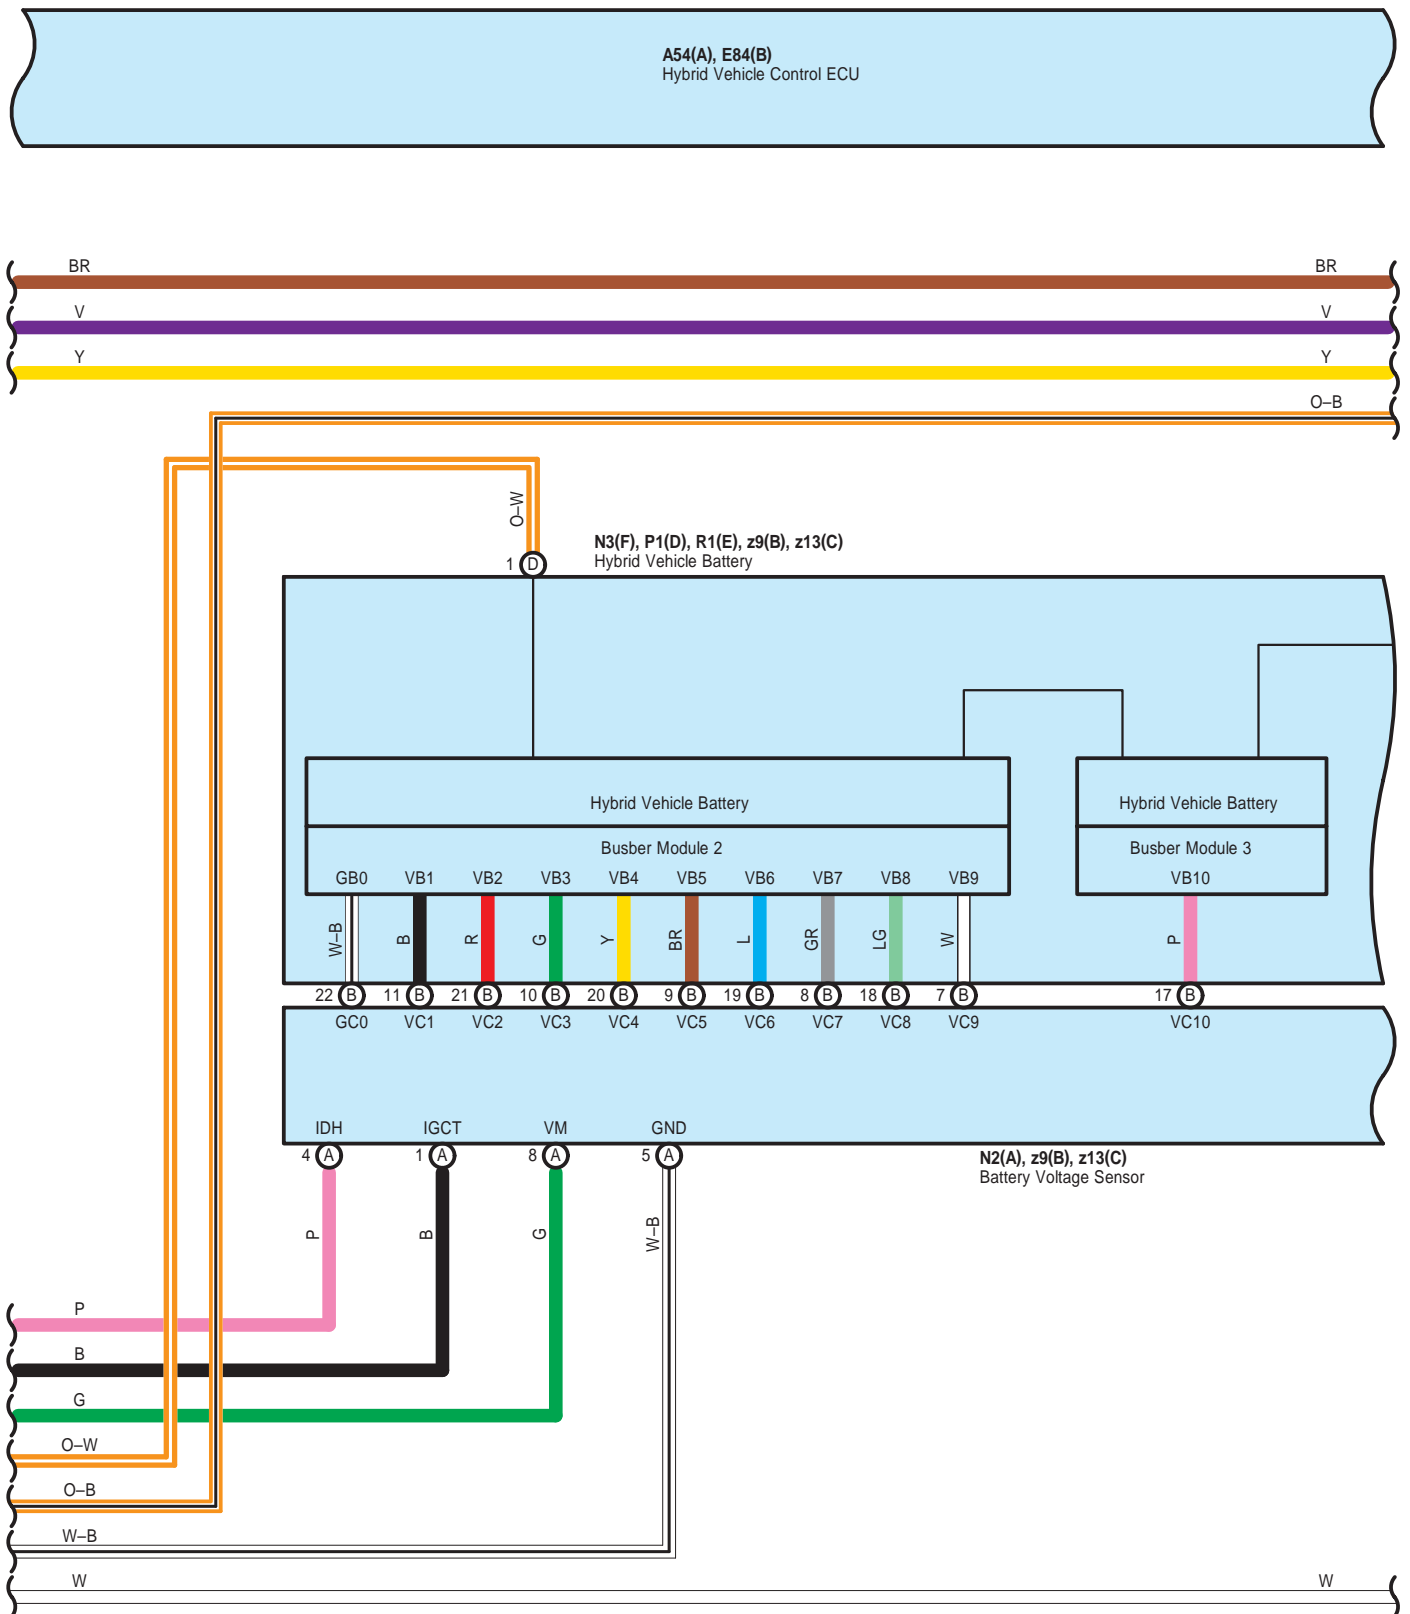 A54(A), E84(B)
Hybrid Vehicle Control ECU
BR BR
V V
Y Y
O–B
O–W
N3(F), P1(D), R1(E), z9(B), z13(C)
Hybrid Vehicle Battery
1 D
Hybrid Vehicle Battery Hybrid Vehicle Battery
Busber Module 2 Busber Module 3
GB0 VB1 VB2 VB3 VB4 VB5 VB6 VB7 VB8 VB9 VB10
W–B B R G Y BR L GR LG W P
22 B 11 B 21 B 10 B 20 B 9 B 19 B 8 B 18 B 7 B 17 B
GC0 VC1 VC2 VC3 VC4 VC5 VC6 VC7 VC8 VC9 VC10
IDH IGCT VM GND
4 A 1 A 8 A 5 A
N2(A), z9(B), z13(C)
Battery Voltage Sensor
P B G W–B
P
B
G
O–W
O–B
W–B
W W